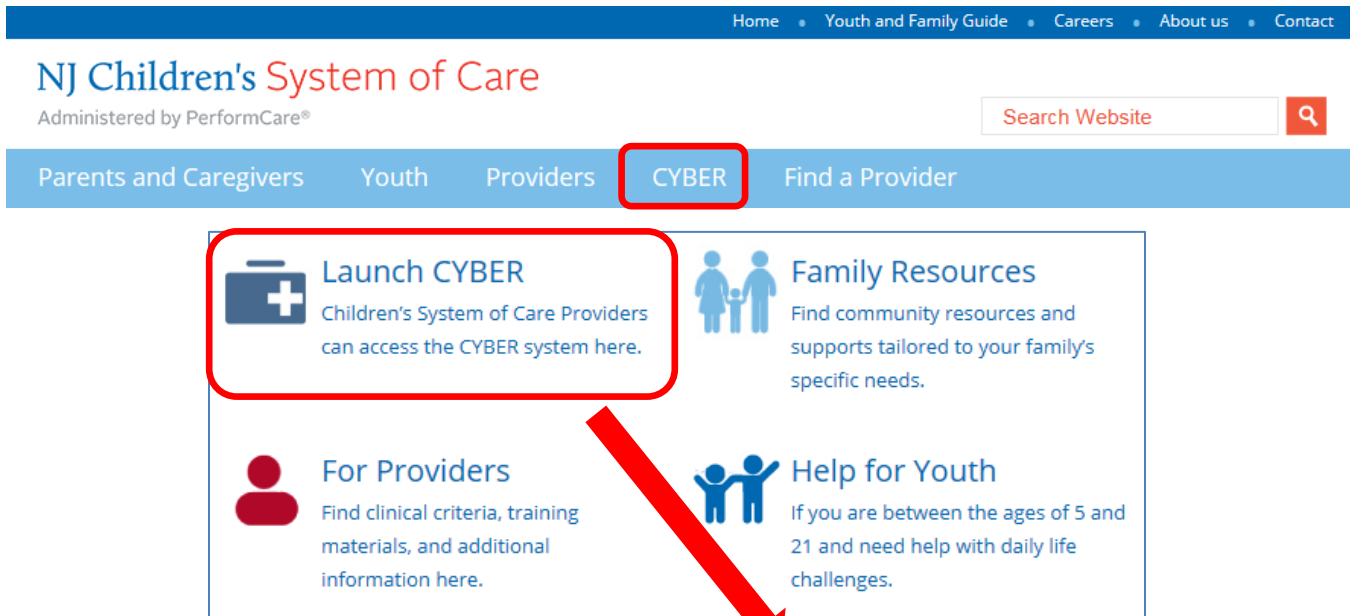 Home • Youth and Family Guide • Careers • About us • Contact
NJ Children's System of Care
Administered by PerformCare®
Search Website
Parents and Caregivers Youth Providers CYBER Find a Provider
Launch CYBER
Children's System of Care Providers
can access the CYBER system here.
Family Resources
Find community resources and
supports tailored to your family's
specific needs.
For Providers
Find clinical criteria, training
materials, and additional
information here.
Help for Youth
If you are between the ages of 5 and
21 and need help with daily life
challenges.